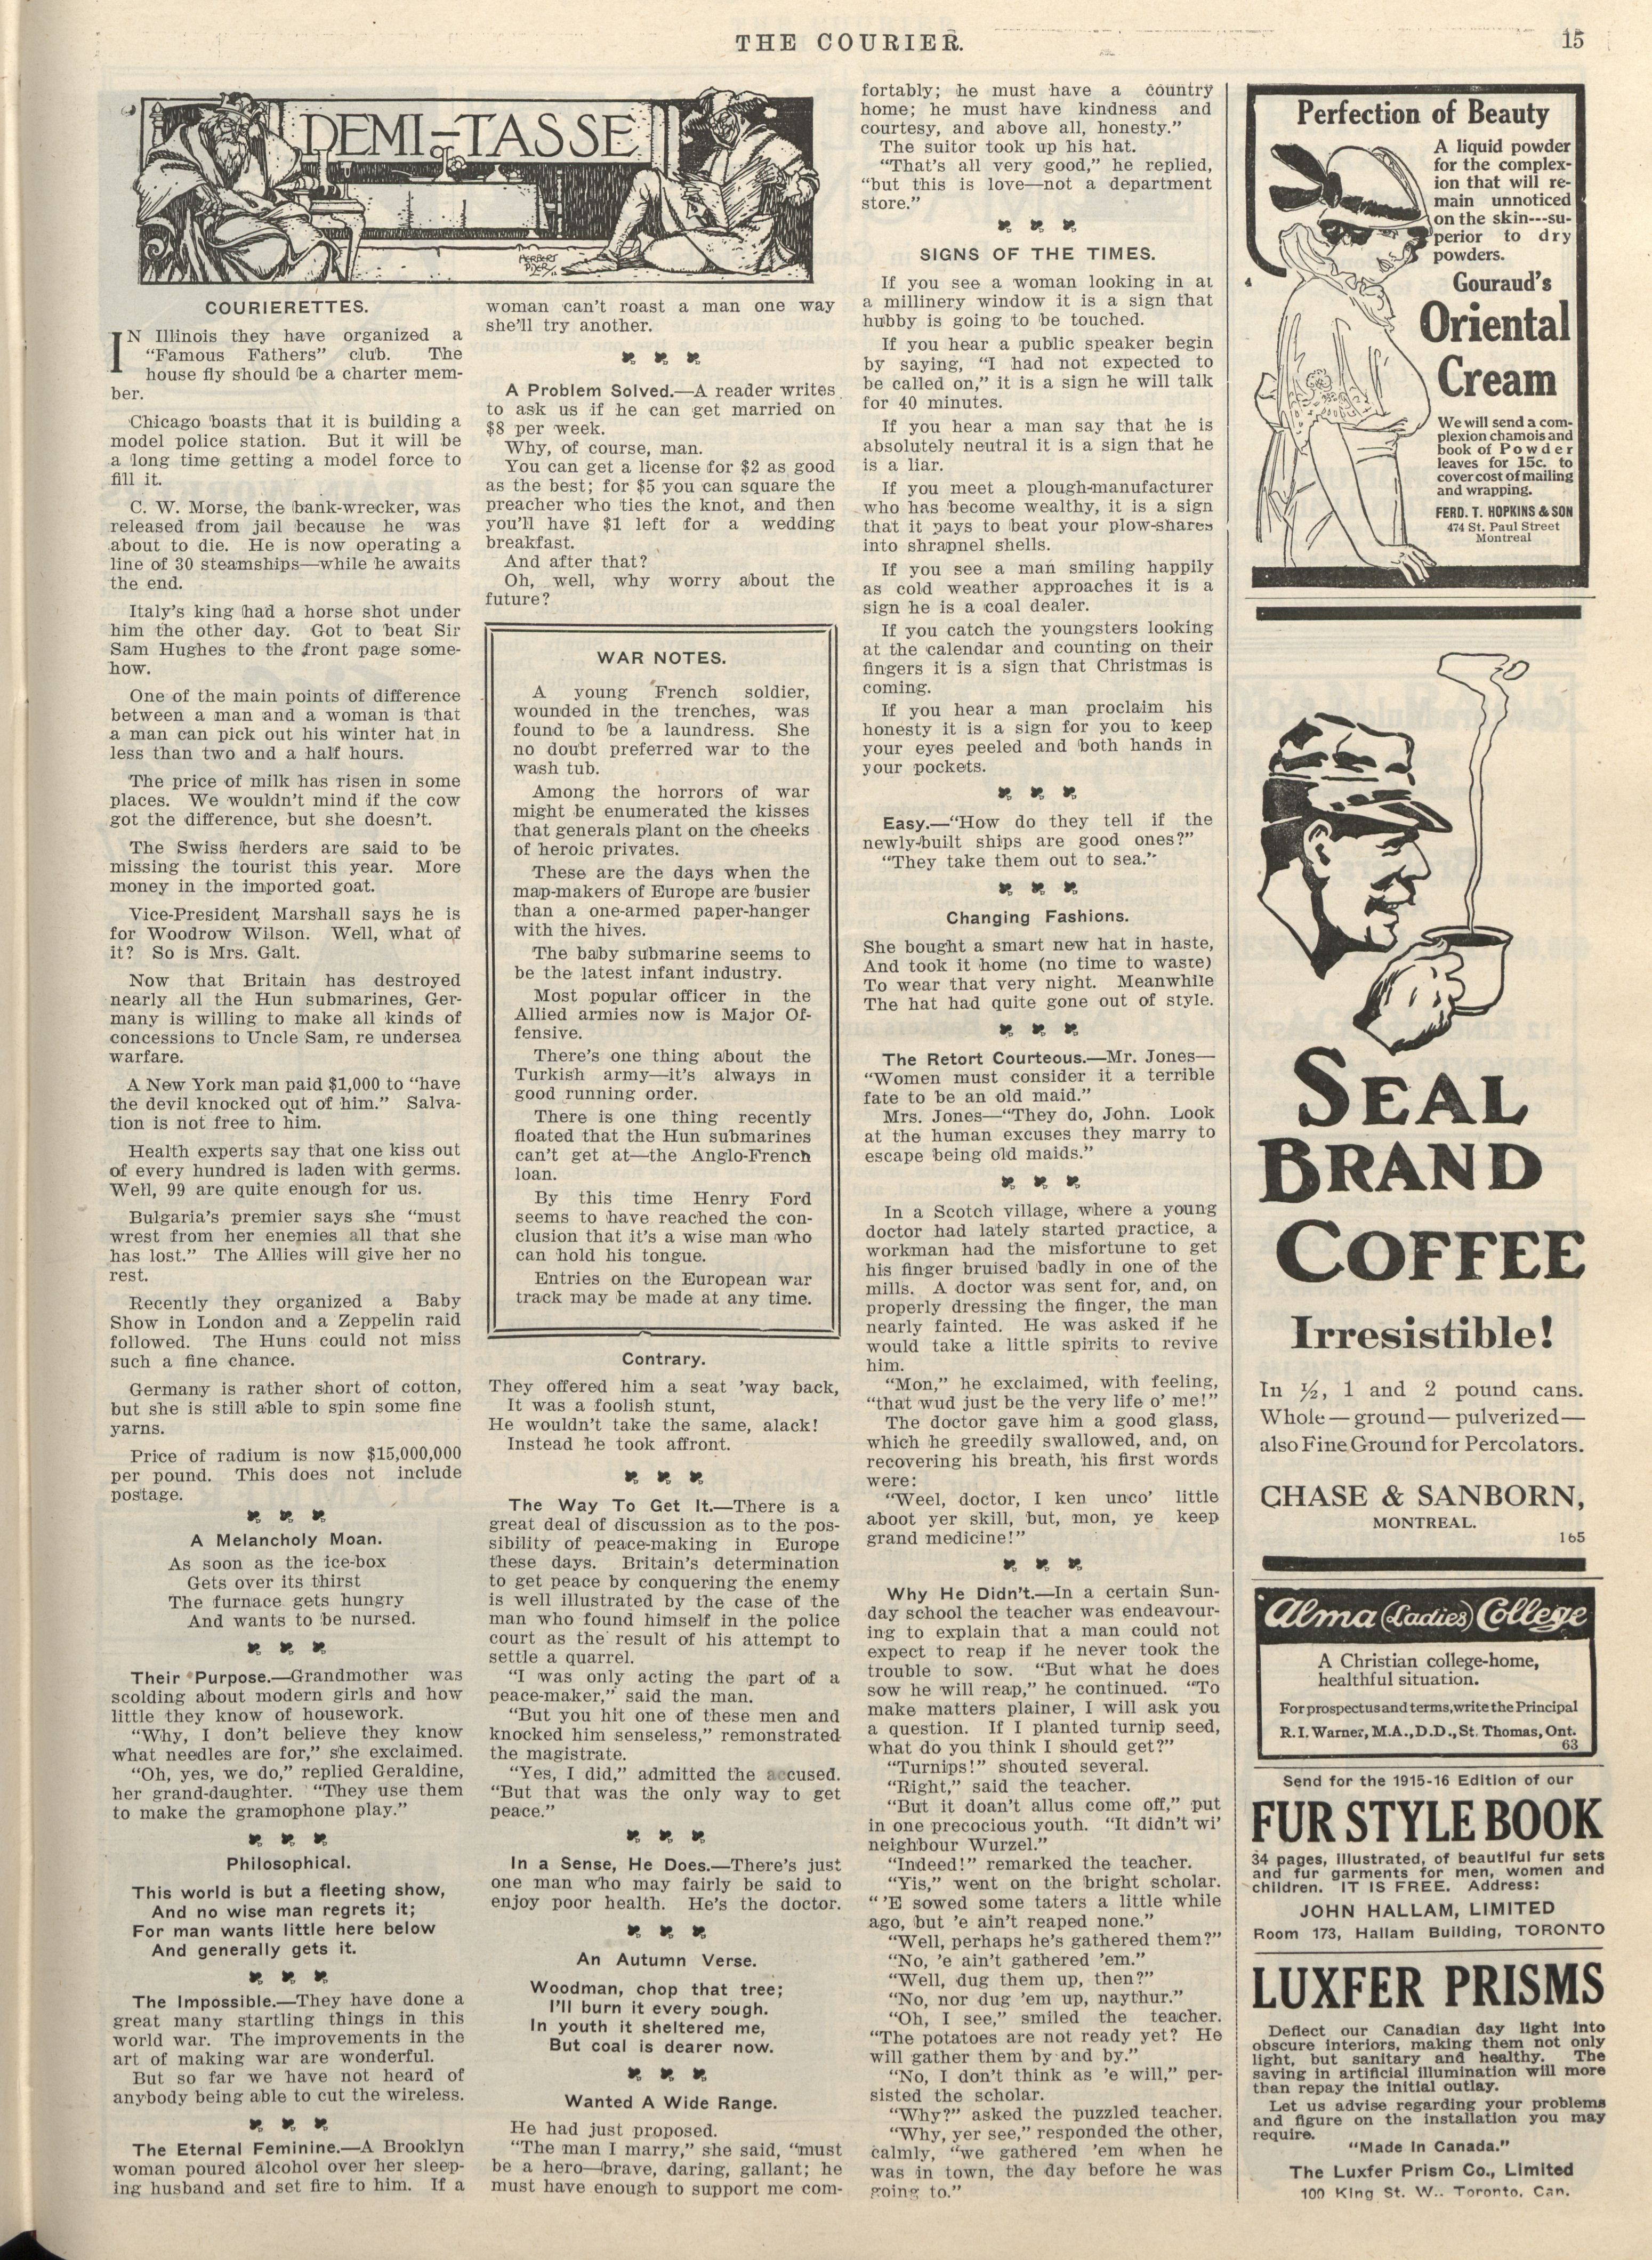 THE COURIER.
15
DEMI-TASSE
HERBERT
COURIERETTES.
IN Illinois they have organized a
"Famous Fathers" club. The
house fly should be a charter mem-
ber.
Chicago boasts that it is building a
model police station. But it will be
a long time getting a model force to
fill it.
C. W. Morse, the bank-wrecker, was
released from jail because he was
about to die. He is now operating a
line of 30 steamships—while he awaits
the end.
Italy's king had a horse shot under
him the other day. Got to beat Sir
Sam Hughes to the front page some-
how.
One of the main points of difference
between a man and a woman is that
a man can pick out his winter hat in
less than two and a half hours.
The price of milk has risen in some
places. We wouldn't mind if the cow
got the difference, but she doesn't.
The Swiss herders are said to be
missing the tourist this year. More
money in the imported goat.
Vice-President Marshall says he is
for Woodrow Wilson. Well, what of
it? So is Mrs. Galt.
Now that Britain has destroyed
nearly all the Hun submarines, Ger-
many is willing to make all kinds of
concessions to Uncle Sam, re undersea
warfare.
A New York man paid $1,000 to "have
the devil knocked out of him." Salva-
tion is not free to him.
Health experts say that one kiss out
of every hundred is laden with germs.
Well, 99 are quite enough for us.
Bulgaria's premier says she "must
wrest from her enemies all that she
has lost." The Allies will give her no
rest.
Recently they organized a Baby
Show in London and a Zeppelin raid
followed. The Huns could not miss
such a fine chance.
Germany is rather short of cotton,
but she is still able to spin some fine
yarns.
Price of radium is now $15,000,000
per pound. This does not include
postage.
A Melancholy Moan.
As soon as the ice-box
Gets over its thirst
The furnace gets hungry
And wants to be nursed.
Their Purpose.—Grandmother was
scolding about modern girls and how
little they know of housework.
"Why, I don't believe they know
what needles are for," she exclaimed.
"Oh, yes, we do," replied Geraldine,
her grand-daughter. "They use them
to make the gramophone play."
Philosophical.
This world is but a fleeting show,
And no wise man regrets it;
For man wants little here below
And generally gets it.
The Impossible.—They have done a
great many startling things in this
world war. The improvements in the
art of making war are wonderful.
But so far we have not heard of
anybody being able to cut the wireless.
The Eternal Feminine.—A Brooklyn
woman poured alcohol over her sleep-
ing husband and set fire to him. If a
woman can't roast a man one way
she'll try another.
A Problem Solved.—A reader writes
to ask us if he can get married on
$8 per week.
Why, of course, man.
You can get a license for $2 as good
as the best; for $5 you can square the
preacher who ties the knot, and then
you'll have $1 left for a wedding
breakfast.
And after that?
Oh, well, why worry about the
future?
WAR NOTES.
A young French soldier,
wounded in the trenches, was
found to be a laundress. She
no doubt preferred war to the
wash tub.
Among the horrors of war
might be enumerated the kisses
that generals plant on the cheeks
of heroic privates.
These are the days when the
map-makers of Europe are busier
than a one-armed paper-hanger
with the hives.
The baby submarine seems to
be the latest infant industry.
Most popular officer in the
Allied armies now is Major Of-
fensive.
There's one thing about the
Turkish army—it's always in
good running order.
There is one thing recently
floated that the Hun submarines
can't get at—the Anglo-French
loan.
By this time Henry Ford
seems to have reached the con-
clusion that it's a wise man who
can hold his tongue.
Entries on the European war
track may be made at any time.
Contrary.
They offered him a seat 'way back,
It was a foolish stunt,
He wouldn't take the same, alack!
Instead he took affront.
The Way To Get It.—There is a
great deal of discussion as to the pos-
sibility of peace-making in Europe
these days. Britain's determination
to get peace by conquering the enemy
is well illustrated by the case of the
man who found himself in the police
court as the result of his attempt to
settle a quarrel.
"I was only acting the part of a
peace-maker," said the man.
"But you hit one of these men and
knocked him senseless," remonstrated
the magistrate.
"Yes, I did," admitted the accused.
"But that was the only way to get
peace."
In a Sense, He Does.—There's just
one man who may fairly be said to
enjoy poor health. He's the doctor.
An Autumn Verse.
Woodman, chop that tree;
I'll burn it every bough.
In youth it sheltered me,
But coal is dearer now.
Wanted A Wide Range.
He had just proposed.
"The man I marry," she said, "must
be a hero—brave, daring, gallant; he
must have enough to support me com-
fortably; he must have a country
home; he must have kindness and
courtesy, and above all, honesty."
The suitor took up his hat.
"That's all very good," he replied,
"but this is love—not a department
store."
SIGNS OF THE TIMES.
If you see a woman looking in at
a millinery window it is a sign that
hubby is going to be touched.
If you hear a public speaker begin
by saying, "I had not expected to
be called on," it is a sign he will talk
for 40 minutes.
If you hear a man say that he is
absolutely neutral it is a sign that he
is a liar.
If you meet a plough-manufacturer
who has become wealthy, it is a sign
that it pays to beat your plow-shares
into shrapnel shells.
If you see a man smiling happily
as cold weather approaches it is a
sign he is a coal dealer.
If you catch the youngsters looking
at the calendar and counting on their
fingers it is a sign that Christmas is
coming.
If you hear a man proclaim his
honesty it is a sign for you to keep
your eyes peeled and both hands in
your pockets.
Easy.—"How do they tell if the
newly-built ships are good ones?"
"They take them out to sea."
Changing Fashions.
She bought a smart new hat in haste,
And took it home (no time to waste)
To wear that very night. Meanwhile
The hat had quite gone out of style.
The Retort Courteous.—Mr. Jones—
"Women must consider it a terrible
fate to be an old maid."
Mrs. Jones—"They do, John. Look
at the human excuses they marry to
escape being old maids."
In a Scotch village, where a young
doctor had lately started practice, a
workman had the misfortune to get
his finger bruised badly in one of the
mills. A doctor was sent for, and, on
properly dressing the finger, the man
nearly fainted. He was asked if he
would take a little spirits to revive
him.
"Mon," he exclaimed, with feeling,
"that wud just be the very life o' me!"
The doctor gave him a good glass,
which he greedily swallowed, and, on
recovering his breath, his first words
were:
"Weel, doctor, I ken unco' little
aboot yer skill, but, mon, ye keep
grand medicine!"
Why He Didn't.—In a certain Sun-
day school the teacher was endeavour-
ing to explain that a man could not
expect to reap if he never took the
trouble to sow. "But what he does
sow he will reap," he continued. "To
make matters plainer, I will ask you
a question. If I planted turnip seed,
what do you think I should get?"
"Turnips!" shouted several.
"Right," said the teacher.
"But it doan't allus come off," put
in one precocious youth. "It didn't wi'
neighbour Wurzel."
"Indeed!" remarked the teacher.
"Yis," went on the bright scholar.
"'E sowed some taters a little while
ago, but 'e ain't reaped none."
"Well, perhaps he's gathered them?"
"No, 'e ain't gathered 'em."
"Well, dug them up, then?"
"No, nor dug 'em up, naythur."
"Oh, I see," smiled the teacher.
"The potatoes are not ready yet? He
will gather them by and by."
"No, I don't think as 'e will," per-
sisted the scholar.
"Why?" asked the puzzled teacher.
"Why, yer see," responded the other,
calmly, "we gathered 'em when he
was in town, the day before he was
going to."
Perfection of Beauty
A liquid powder
for the complex-
ion that will re-
main unnoticed
on the skin---su-
perior to dry
powders.
Gouraud's
Oriental
Cream
We will send a com-
plexion chamois and
book of Powder
leaves for 15c. to
cover cost of mailing
and wrapping.
FERD. T. HOPKINS & SON
474 St. Paul Street
Montreal
SEAL
BRAND
COFFEE
Irresistible!
In ½, 1 and 2 pound cans.
Whole—ground—pulverized—
also Fine Ground for Percolators.
CHASE & SANBORN,
MONTREAL.
165
Alma (Ladies) College
A Christian college-home,
healthful situation.
For prospectus and terms, write the Principal
R. I. Warner, M.A., D.D., St. Thomas, Ont.
63
Send for the 1915-16 Edition of our
FUR STYLE BOOK
34 pages, illustrated, of beautiful fur sets
and fur garments for men, women and
children. IT IS FREE. Address:
JOHN HALLAM, LIMITED
Room 173, Hallam Building, TORONTO
LUXFER PRISMS
Deflect our Canadian day light into
obscure interiors, making them not only
light, but sanitary and healthy. The
saving in artificial illumination will more
than repay the initial outlay.
Let us advise regarding your problems
and figure on the installation you may
require.
"Made In Canada."
The Luxfer Prism Co., Limited
100 King St. W., Toronto, Can.